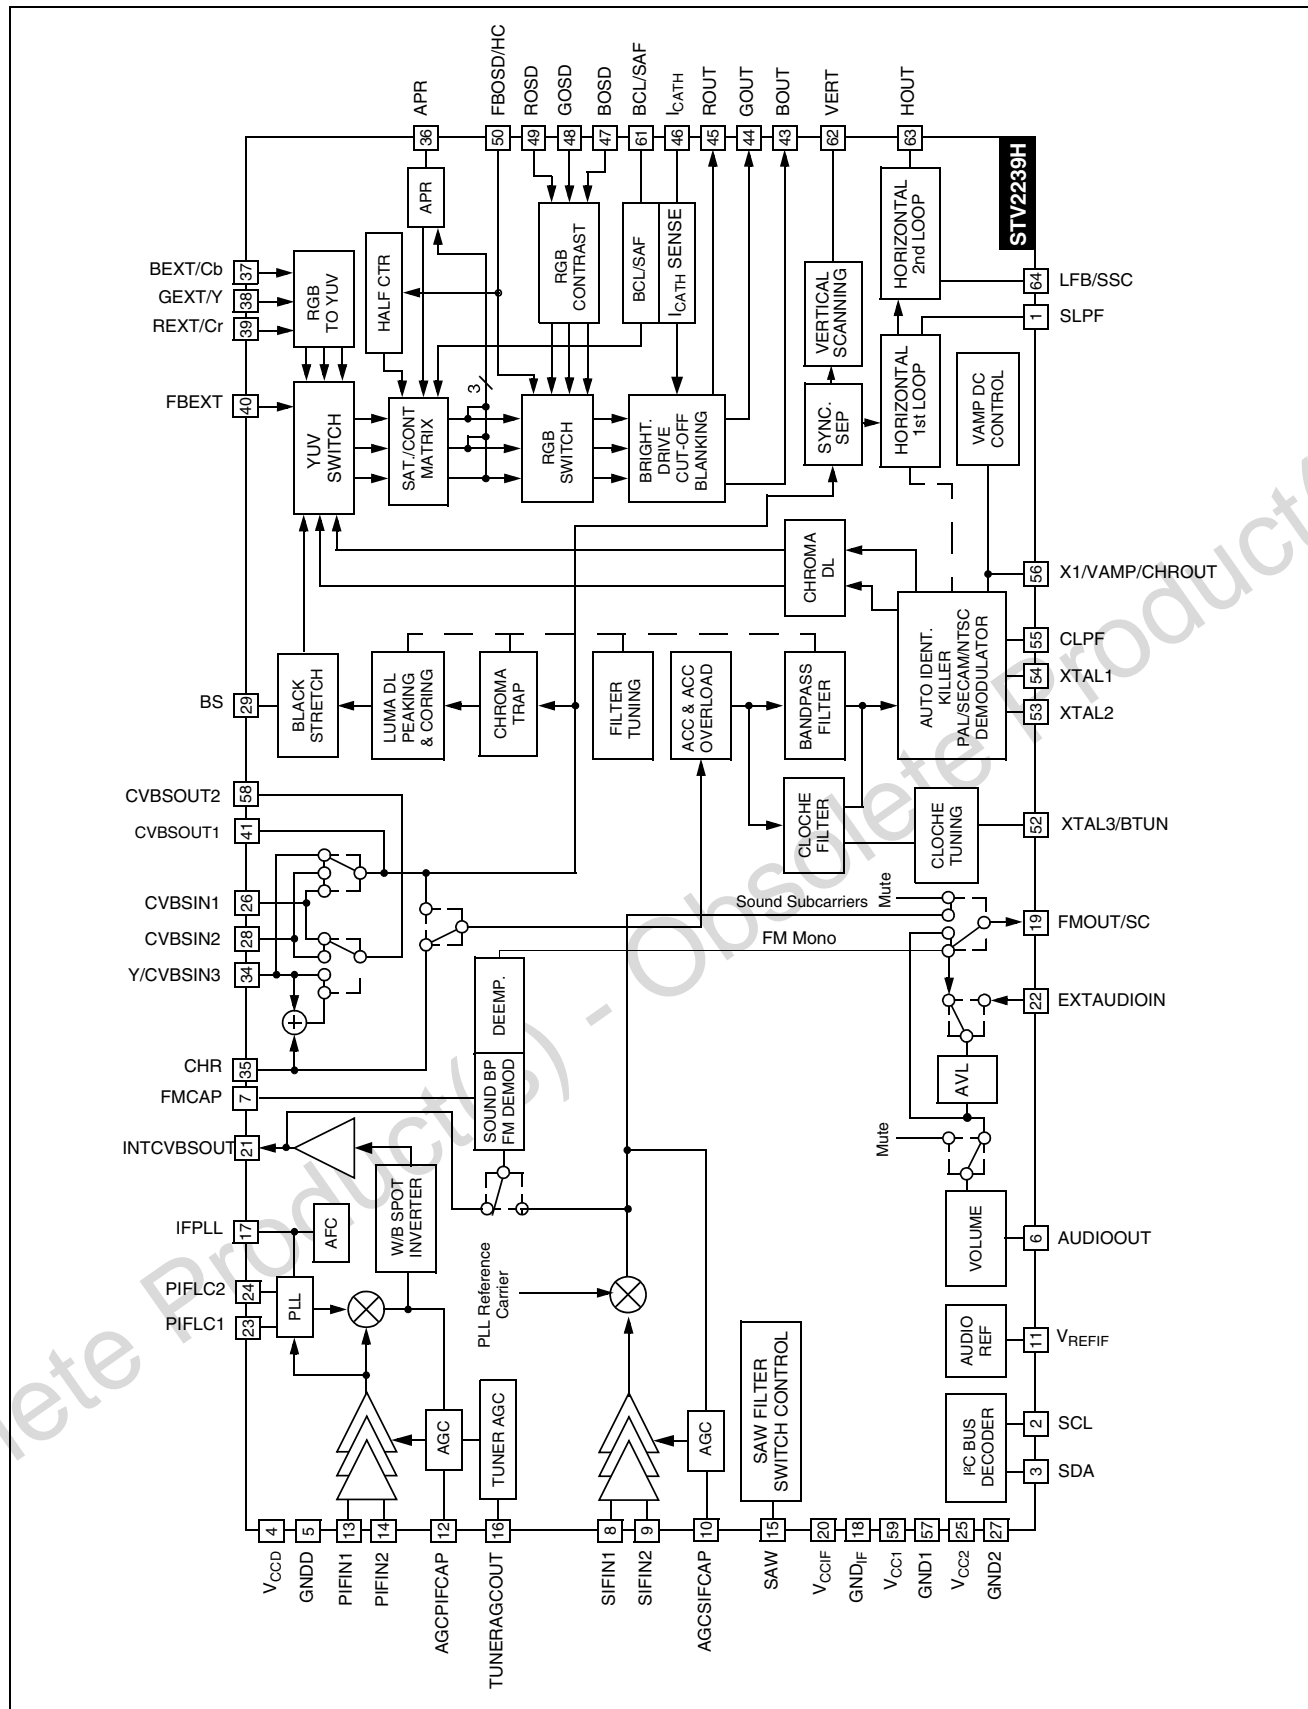 APR
FBOSD/HC
ROSD
GOSD
BOSD
BCL/SAF
ICATH
ROUT
GOUT
BOUT
VERT
HOUT
36
50
49
48
47
61
46
45
44
43
62
63
STV2239H
BEXT/Cb
37
GEXT/Y
38
REXT/Cr
39
FBEXT
40
RGB
TO YUV
HALF CTR
APR
RGB
CONTRAST
BCL/SAF
ICATH SENSE
VERTICAL
SCANNING
HORIZONTAL
2nd LOOP
YUV
SWITCH
SAT./CONT
MATRIX
3
RGB
SWITCH
BRIGHT.
DRIVE
CUT-OFF
BLANKING
SYNC.
SEP
HORIZONTAL
1st LOOP
VAMP DC
CONTROL
64
LFB/SSC
1
SLPF
CHROMA
DL
56
X1/VAMP/CHROUT
55
CLPF
54
XTAL1
53
XTAL2
BS
29
BLACK
STRETCH
LUMA DL
PEAKING
& CORING
CHROMA
TRAP
FILTER
TUNING
ACC & ACC
OVERLOAD
BANDPASS
FILTER
AUTO IDENT.
KILLER
PAL/SECAM/NTSC
DEMODULATOR
CLOCHE
FILTER
CLOCHE
TUNING
52
XTAL3/BTUN
CVBSOUT2
58
CVBSOUT1
41
CVBSIN1
26
CVBSIN2
28
Y/CVBSIN3
34
CHR
35
FMCAP
7
INTCVBSOUT
21
Sound Subcarriers
Mute
FM Mono
19
FMOUT/SC
22
EXTAUDIOIN
DEEMP.
SOUND BP
FM DEMOD
AVL
Mute
W/B SPOT
INVERTER
IFPLL
17
AFC
PIFLC2
24
PIFLC1
23
PLL
PLL Reference
Carrier
VOLUME
6
AUDIOOUT
AUDIO
REF
11
VREFIF
AGC
TUNER AGC
AGC
SAW FILTER
SWITCH CONTROL
I²C BUS
DECODER
2
SCL
3
SDA
4
5
13
14
12
16
8
9
10
15
20
18
59
57
25
27
VCCD
GNDD
PIFIN1
PIFIN2
AGCPIFCAP
TUNERAGCOUT
SIFIN1
SIFIN2
AGCSIFCAP
SAW
VCCIF
GNDIF
VCC1
GND1
VCC2
GND2
lete Product(s) - Obsolete Product(